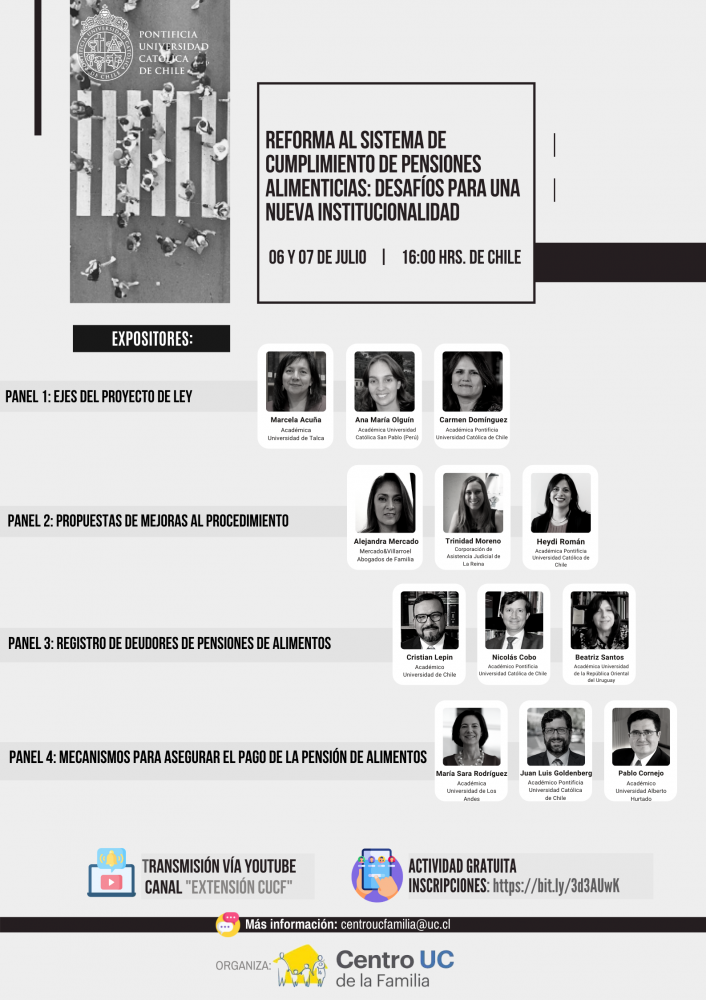 PONTIFICIA
UNIVERSIDAD
CATÓLICA
DE CHILE
REFORMA AL SISTEMA DE
CUMPLIMIENTO DE PENSIONES
ALIMENTICIAS: DESAFÍOS PARA UNA
NUEVA INSTITUCIONALIDAD
06 Y 07 DE JULIO | 16:00 HRS. DE CHILE
EXPOSITORES:
PANEL 1: EJES DEL PROYECTO DE LEY
Marcela Acuña
Académica
Universidad de Talca
Ana María Olguín
Académica Universidad
Católica San Pablo (Perú)
Carmen Domínguez
Académica Pontificia
Universidad Católica de Chile
PANEL 2: PROPUESTAS DE MEJORAS AL PROCEDIMIENTO
Alejandra Mercado
Mercado&Villarroel
Abogados de Familia
Trinidad Moreno
Corporación de
Asistencia Judicial de
La Reina
Heydi Román
Académica Pontificia
Universidad Católica de
Chile
PANEL 3: REGISTRO DE DEUDORES DE PENSIONES DE ALIMENTOS
Cristian Lepin
Académico
Universidad de Chile
Nicolás Cobo
Académico Pontificia
Universidad Católica de Chile
Beatriz Santos
Académica Universidad
de la República Oriental
del Uruguay
PANEL 4: MECANISMOS PARA ASEGURAR EL PAGO DE LA PENSIÓN DE ALIMENTOS
María Sara Rodríguez
Académica
Universidad de Los
Andes
Juan Luis Goldenberg
Académico Pontificia
Universidad Católica
de Chile
Pablo Cornejo
Académico
Universidad Alberto
Hurtado
TRANSMISIÓN VÍA YOUTUBE
CANAL "EXTENSIÓN CUCF"
ACTIVIDAD GRATUITA
INSCRIPCIONES: https://bit.ly/3d3AUwK
Más información: centroucfamilia@uc.cl
ORGANIZA:
Centro UC
de la Familia